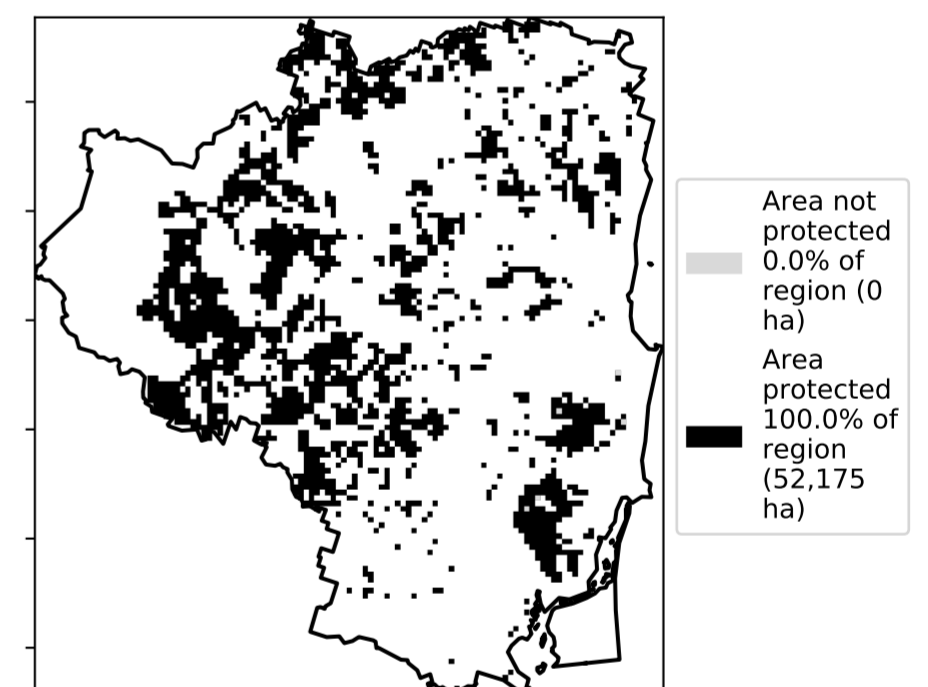 Area not
protected
0.0% of
region (0
ha)
Area
protected
100.0% of
region
(52,175
ha)